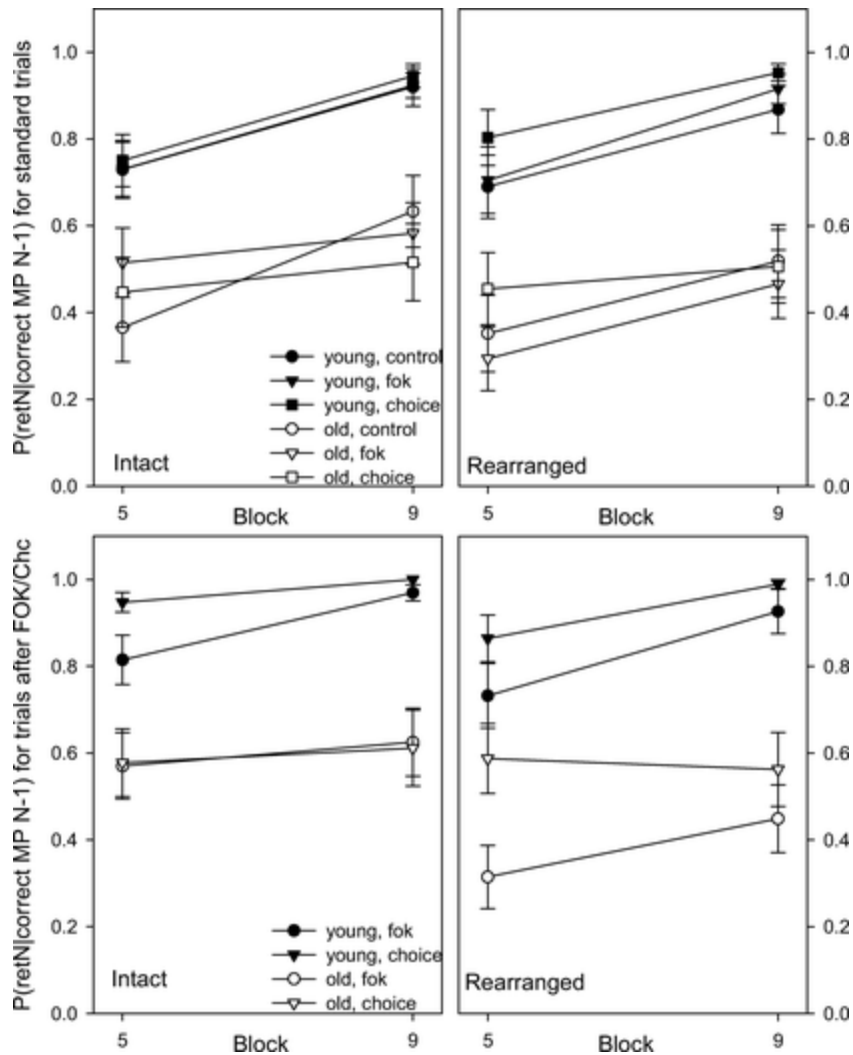 P(retN|correct MP N-1) for standard trials
1.0
0.8
0.6
0.4
0.2
0.0
young, control
young, fok
young, choice
old, control
old, fok
old, choice
Intact
5
Block
9
Rearranged
5
Block
9
1.0
0.8
0.6
0.4
0.2
0.0
P(retN|correct MP N-1) for trials after FOK/Chc
1.0
0.8
0.6
0.4
0.2
0.0
young, fok
young, choice
old, fok
old, choice
Intact
5
Block
9
Rearranged
5
Block
9
1.0
0.8
0.6
0.4
0.2
0.0